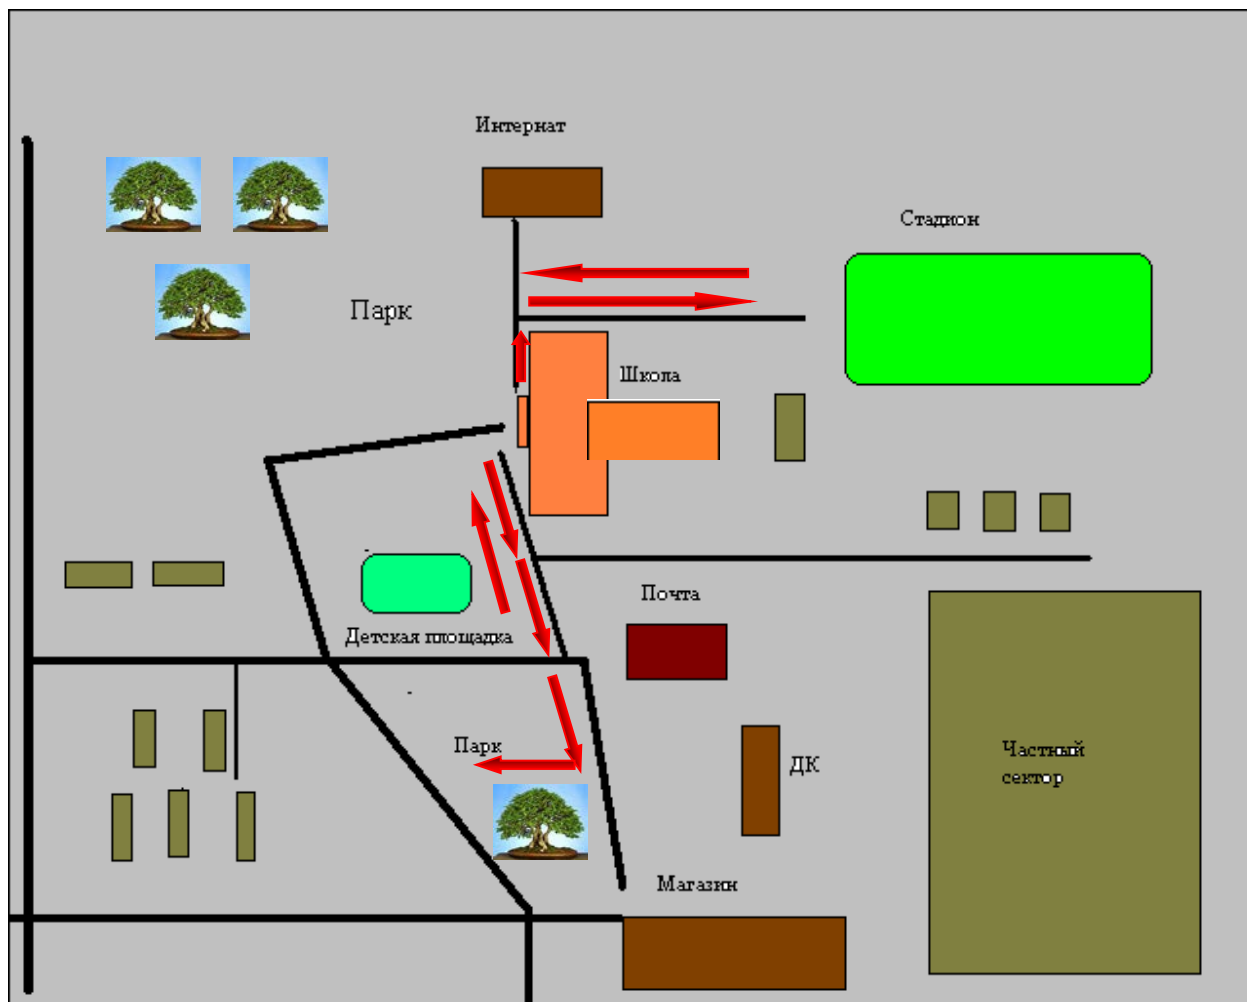 Интернат
Стадион
Парк
Школа
Почта
Детская площадка
Парк
ДК
Частный
сектор
Магазин